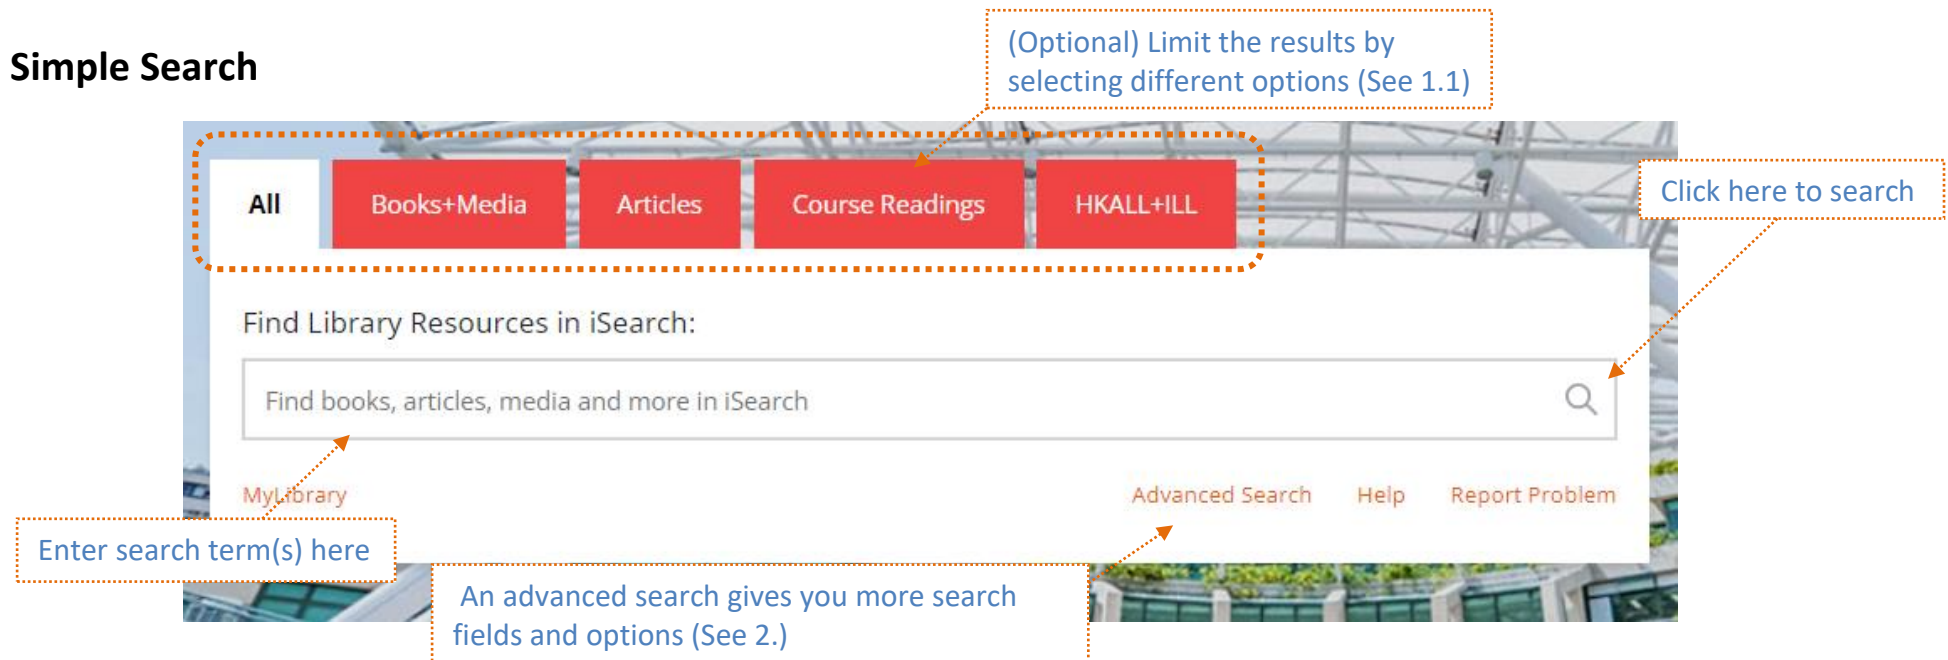 (Optional) Limit the results by
selecting different options (See 1.1)
Simple Search
All
Books+Media
Articles
Course Readings
HKALL+ILL
Click here to search
Find Library Resources in iSearch:
Find books, articles, media and more in iSearch
MyLibrary
Advanced Search
Help
Report Problem
Enter search term(s) here
An advanced search gives you more search
fields and options (See 2.)